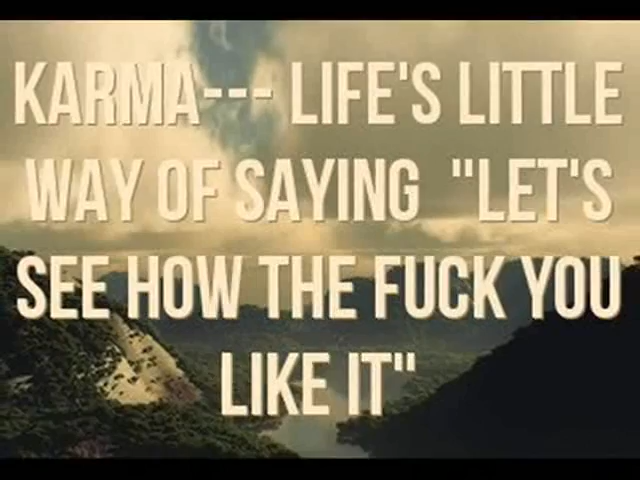 KARMA--- LIFE'S LITTLE
WAY OF SAYING "LET'S
SEE HOW THE FUCK YOU
LIKE IT"